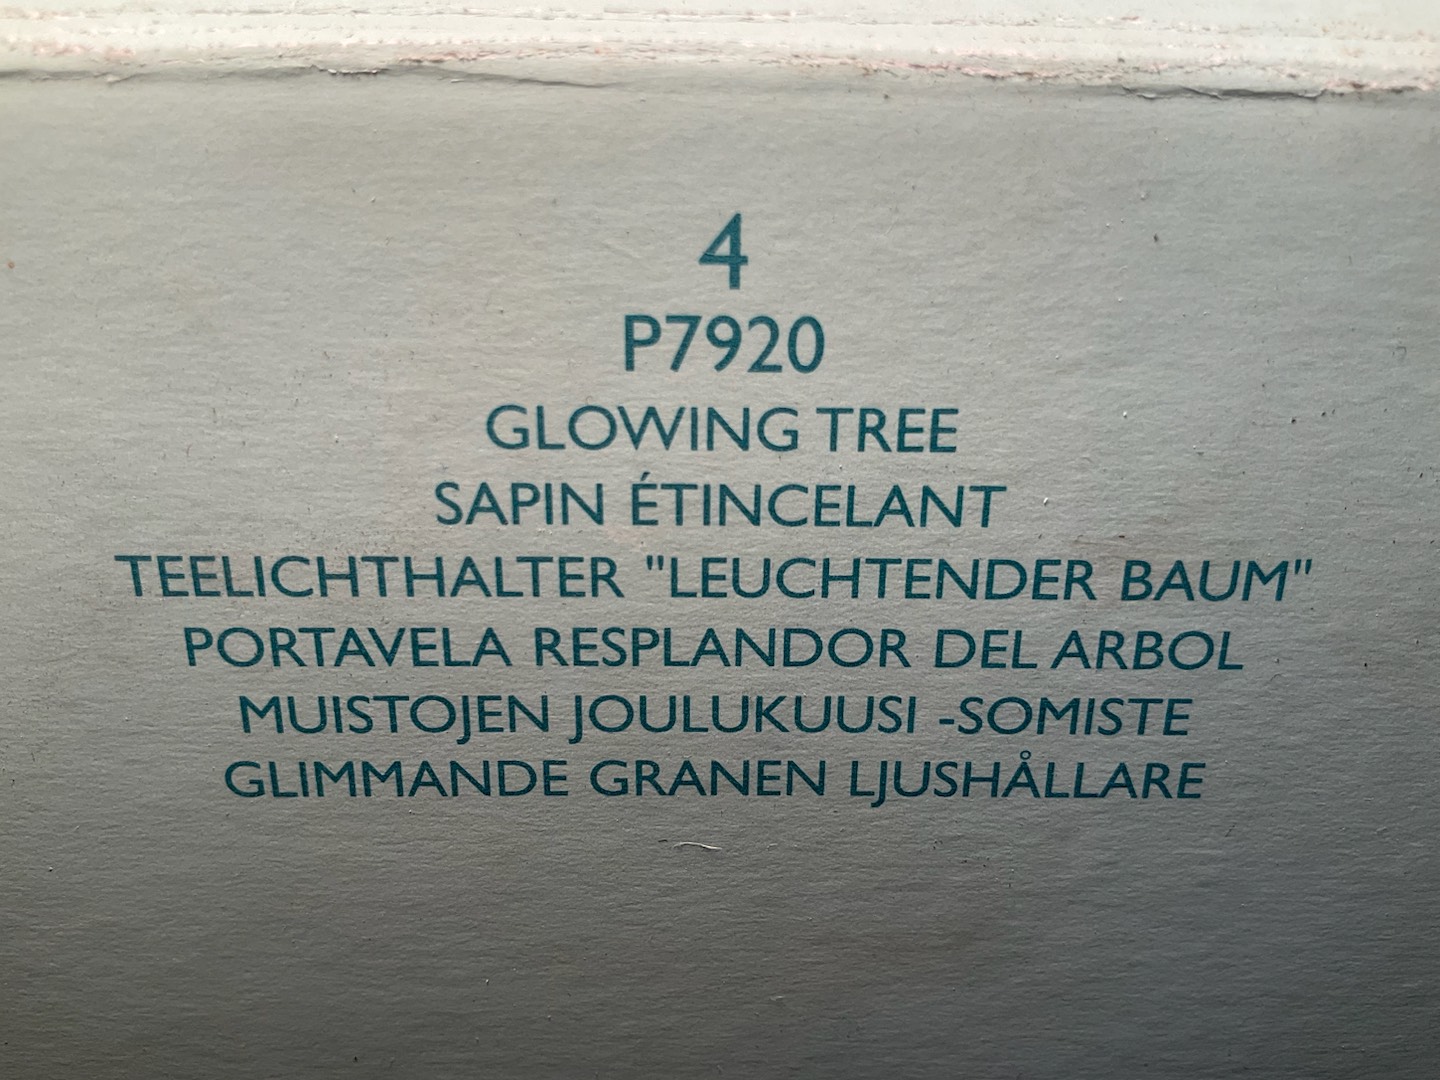 4
P7920
GLOWING TREE
SAPIN ÉTINCELANT
TEELICHTHALTER "LEUCHTENDER BAUM"
PORTAVELA RESPLANDOR DEL ARBOL
MUISTOJEN JOULUKUUSI -SOMISTE
GLIMMANDE GRANEN LJUSHÅLLARE